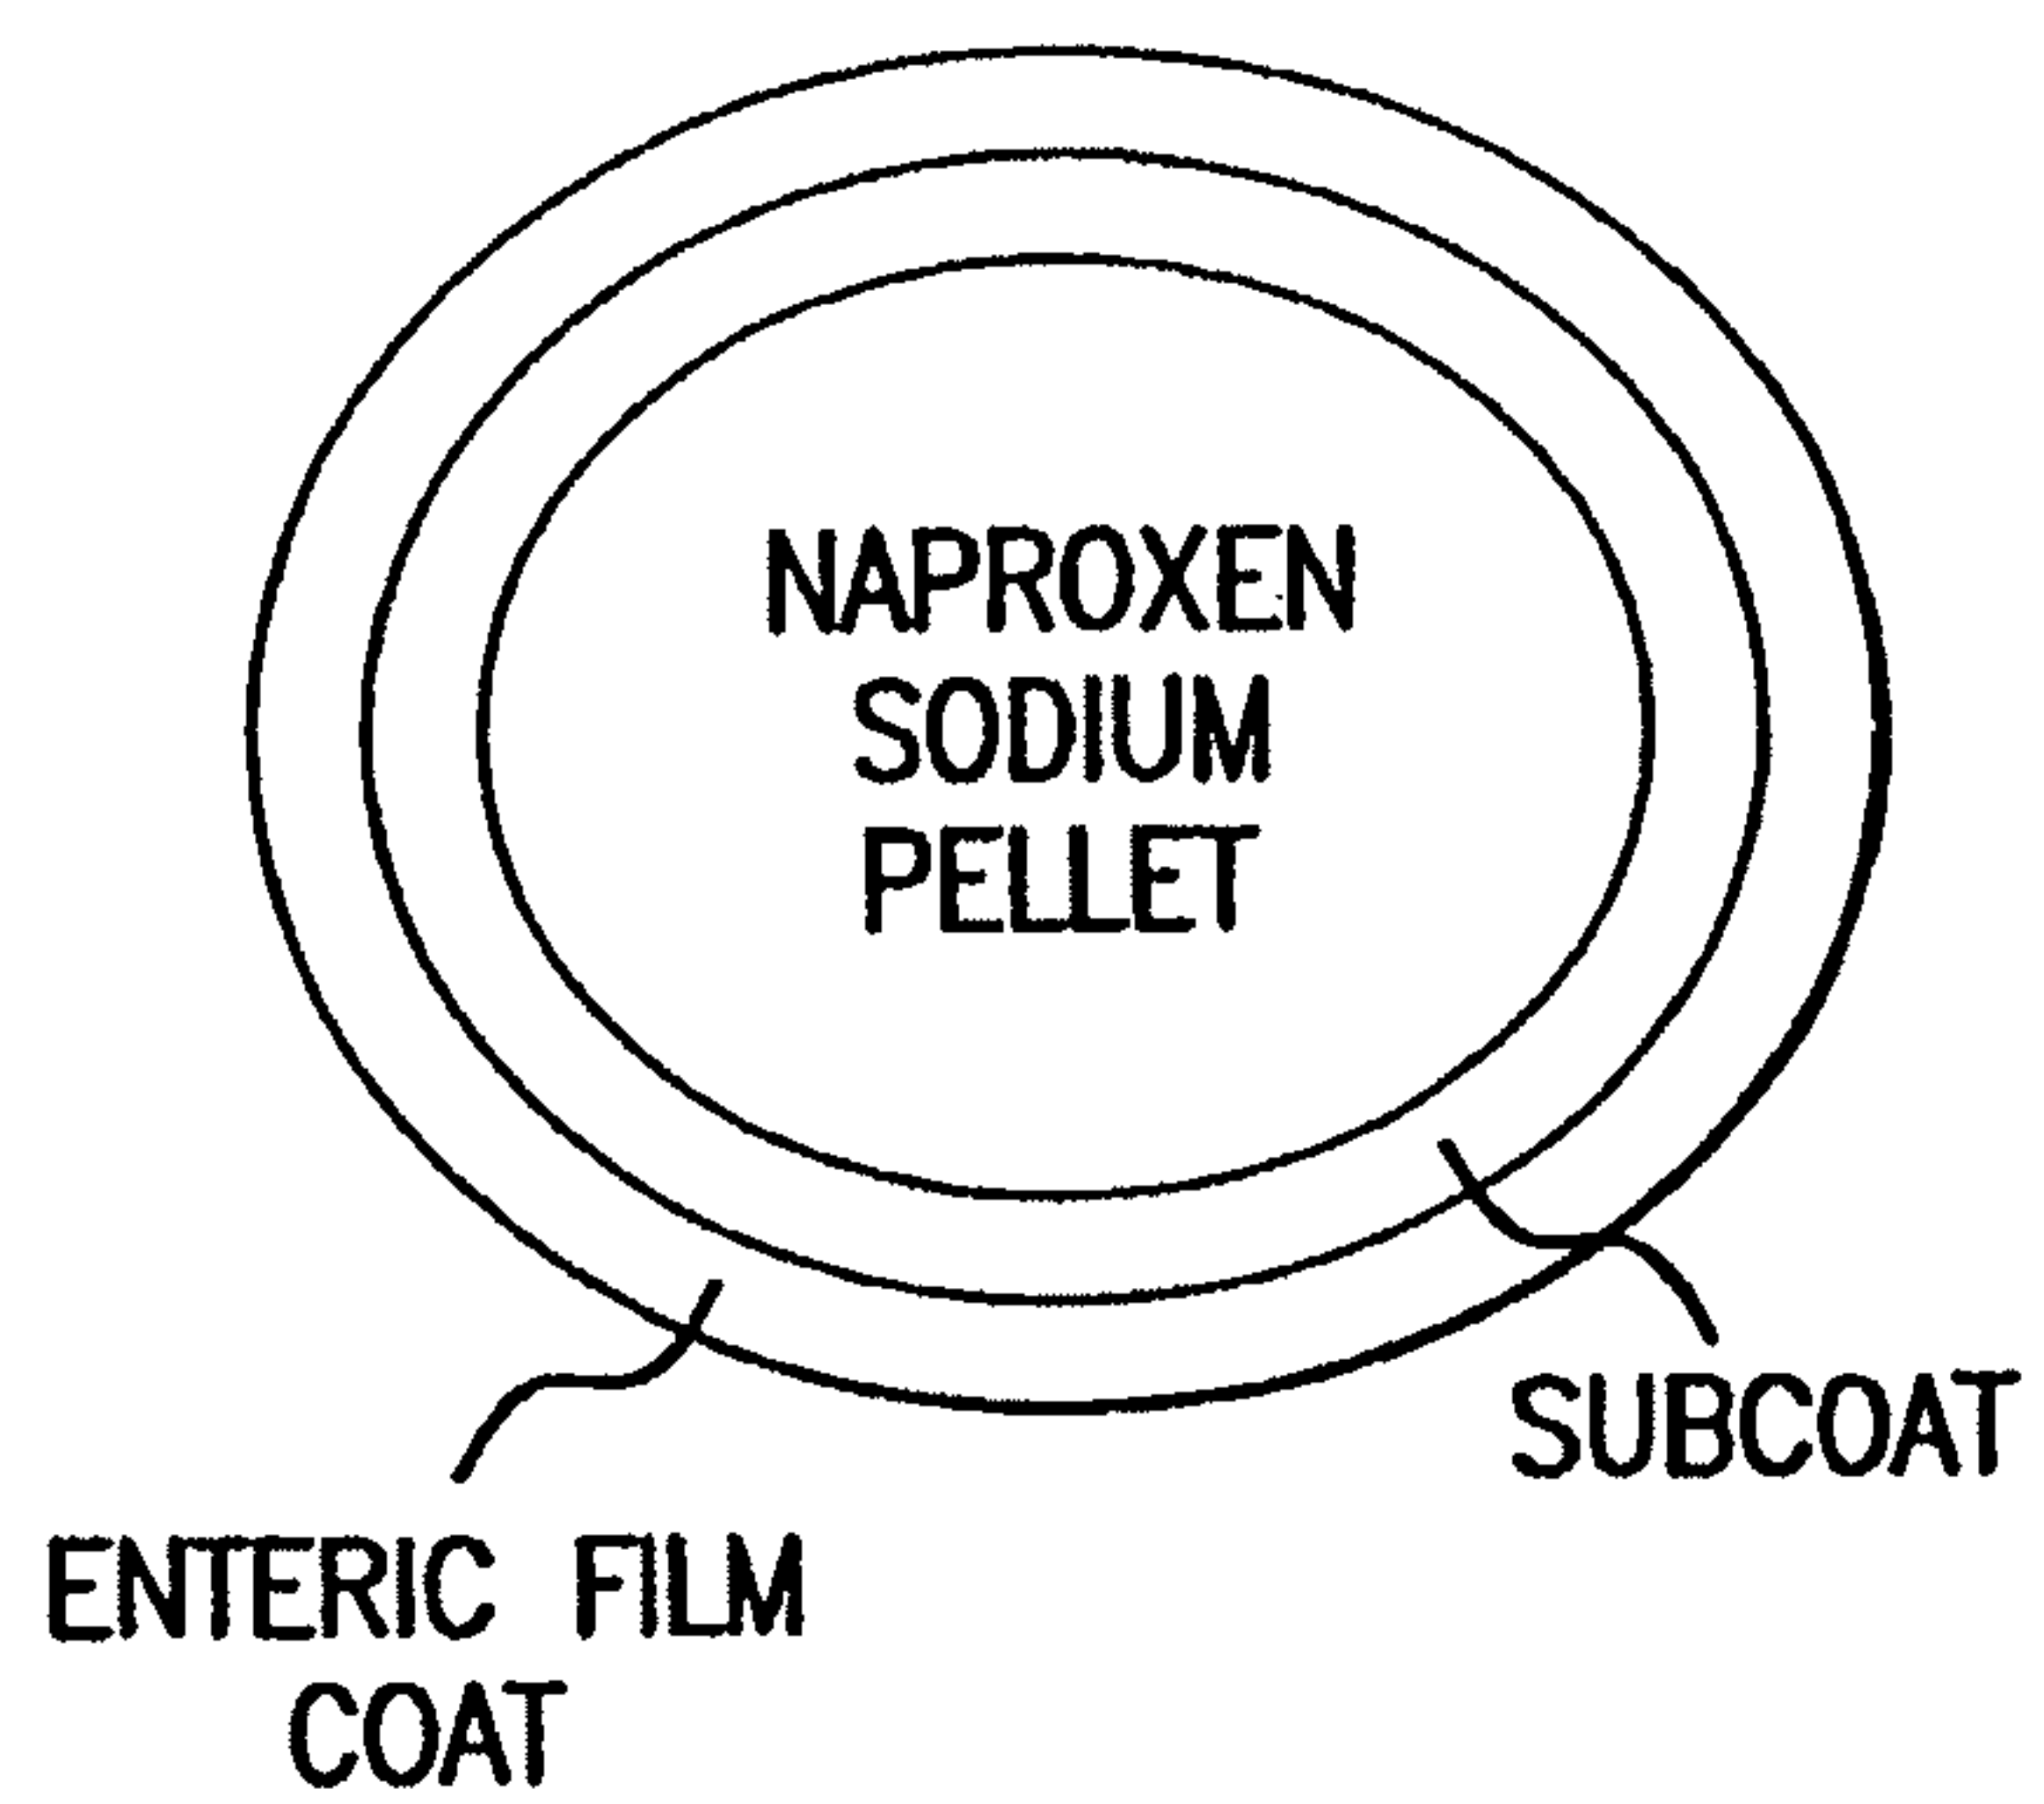 NAPROXEN
SODIUM
PELLET
SUBCOAT
ENTERIC FILM
COAT